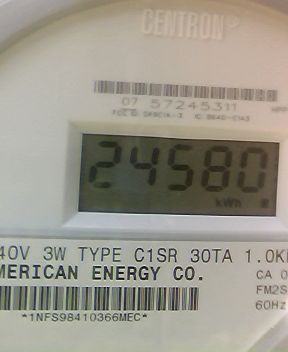 CENTRON®
07 57245311
24580
kWh
40V 3W TYPE C1SR 30TA 1.0K
MERICAN ENERGY CO.
CA 0
FM2S
60Hz
*1NFS98410366MEC*